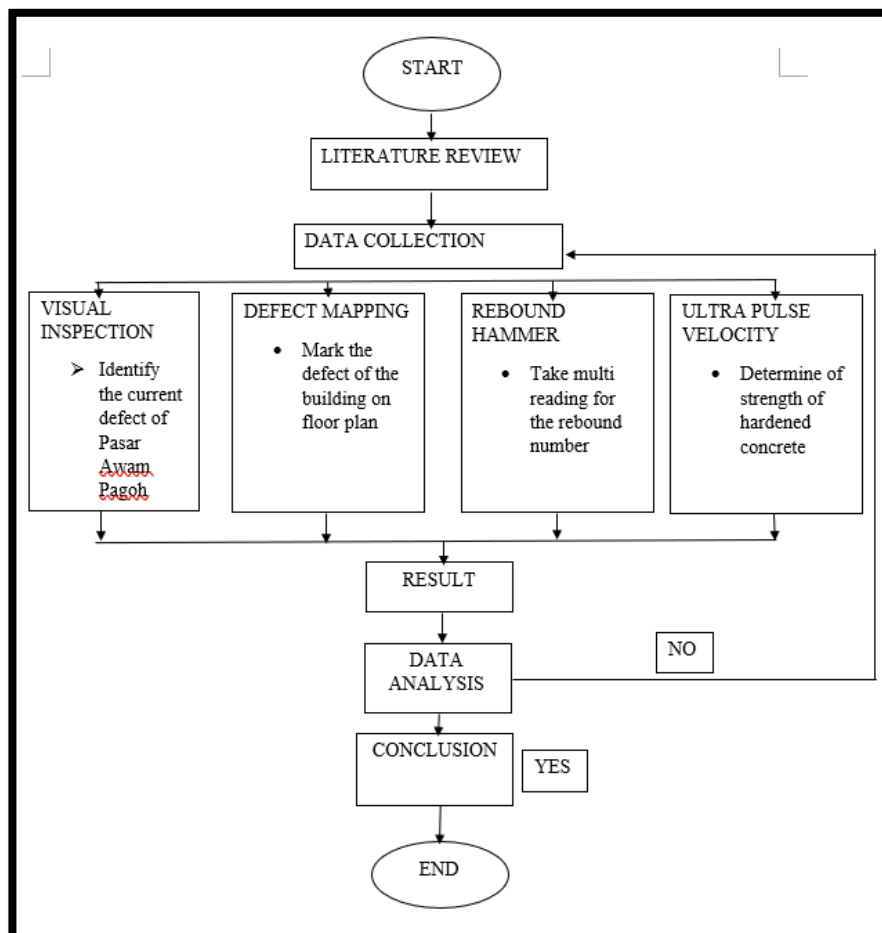 START
LITERATURE REVIEW
DATA COLLECTION
VISUAL
INSPECTION
➢ Identify
the current
defect of
Pasar
Awam
Pagoh
DEFECT MAPPING
• Mark the
defect of the
building on
floor plan
REBOUND
HAMMER
• Take multi
reading for
the rebound
number
ULTRA PULSE
VELOCITY
• Determine of
strength of
hardened
concrete
RESULT
DATA
ANALYSIS
NO
CONCLUSION
YES
END